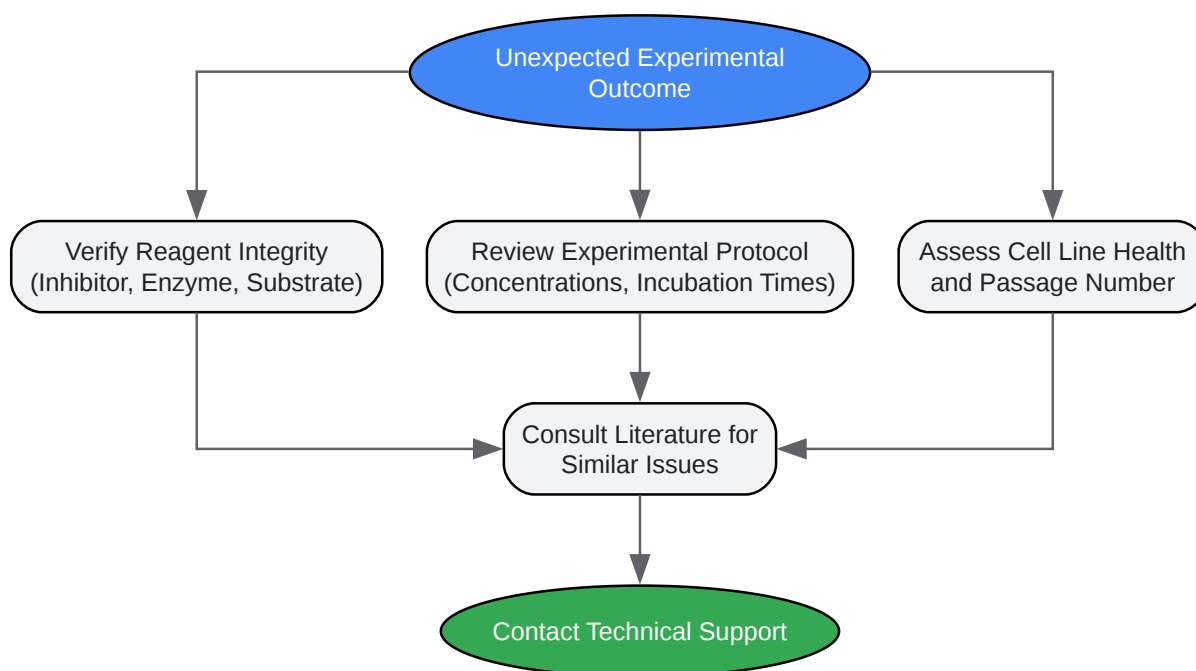 Unexpected Experimental
Outcome
Verify Reagent Integrity
(Inhibitor, Enzyme, Substrate)
Review Experimental Protocol
(Concentrations, Incubation Times)
Assess Cell Line Health
and Passage Number
Consult Literature for
Similar Issues
Contact Technical Support